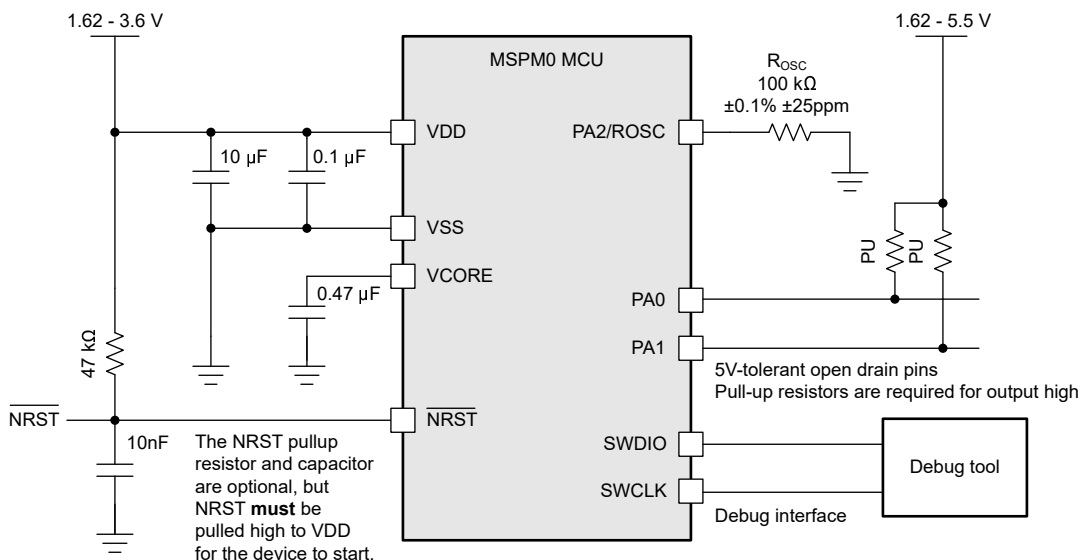 1.62 - 3.6 V
1.62 - 5.5 V
MSPM0 MCU
R_OSC
100 kΩ
±0.1% ±25ppm
VDD
PA2/ROSC
10 µF
0.1 µF
VSS
VCORE
0.47 µF
PU
PU
PA0
PA1
47 kΩ
5V-tolerant open drain pins
Pull-up resistors are required for output high
NRST
10nF
NRST
The NRST pullup
resistor and capacitor
are optional, but
NRST must be
pulled high to VDD
for the device to start.
SWDIO
SWCLK
Debug tool
Debug interface